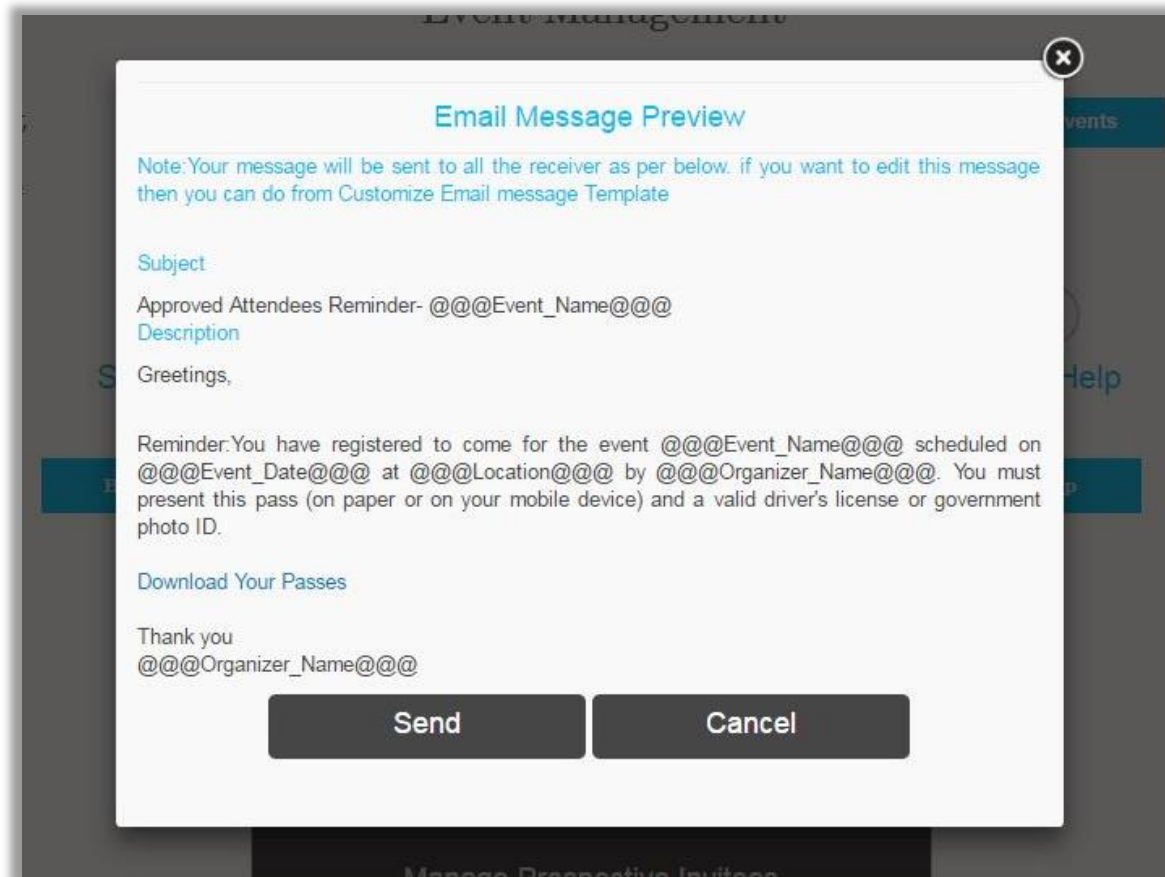 Event Management
Email Message Preview
vents
Note:Your message will be sent to all the receiver as per below. if you want to edit this message
then you can do from Customize Email message Template
Subject
Approved Attendees Reminder- @@@Event_Name@@@
Description
Greetings,
S
Help
Reminder:You have registered to come for the event @@@Event_Name@@@ scheduled on
@@@Event_Date@@@ at @@@Location@@@ by @@@Organizer_Name@@@. You must
present this pass (on paper or on your mobile device) and a valid driver's license or government
photo ID.
Download Your Passes
Thank you
@@@Organizer_Name@@@
Send
Cancel
Manage Prospective Invitees